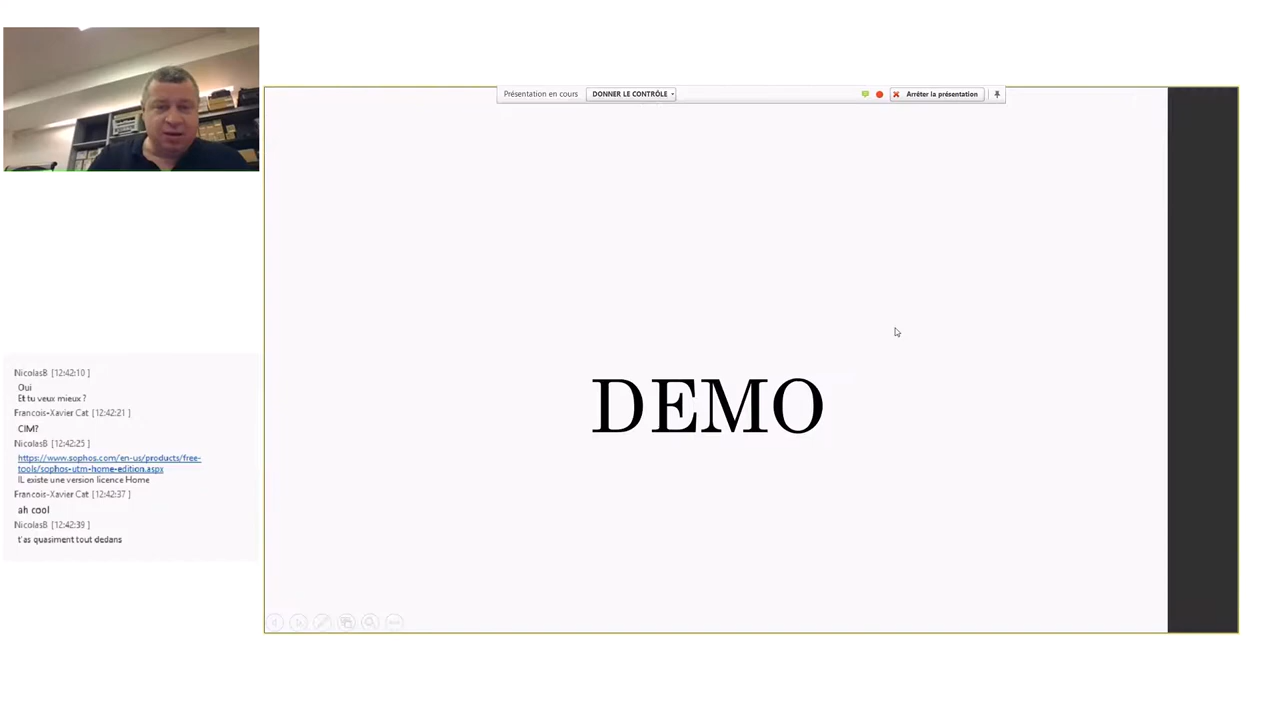 Présentation en cours
DONNER LE CONTRÔLE
Arrêter la présentation
DEMO
NicolasB [12:42:10]
Oui
Et tu veux mieux ?
Francois-Xavier Cat [12:42:21]
CIM?
NicolasB [12:42:25]
https://www.sophos.com/en-us/products/free-
tools/sophos-utm-home-edition.aspx
IL existe une version licence Home
Francois-Xavier Cat [12:42:37]
ah cool
NicolasB [12:42:39]
t'as quasiment tout dedans